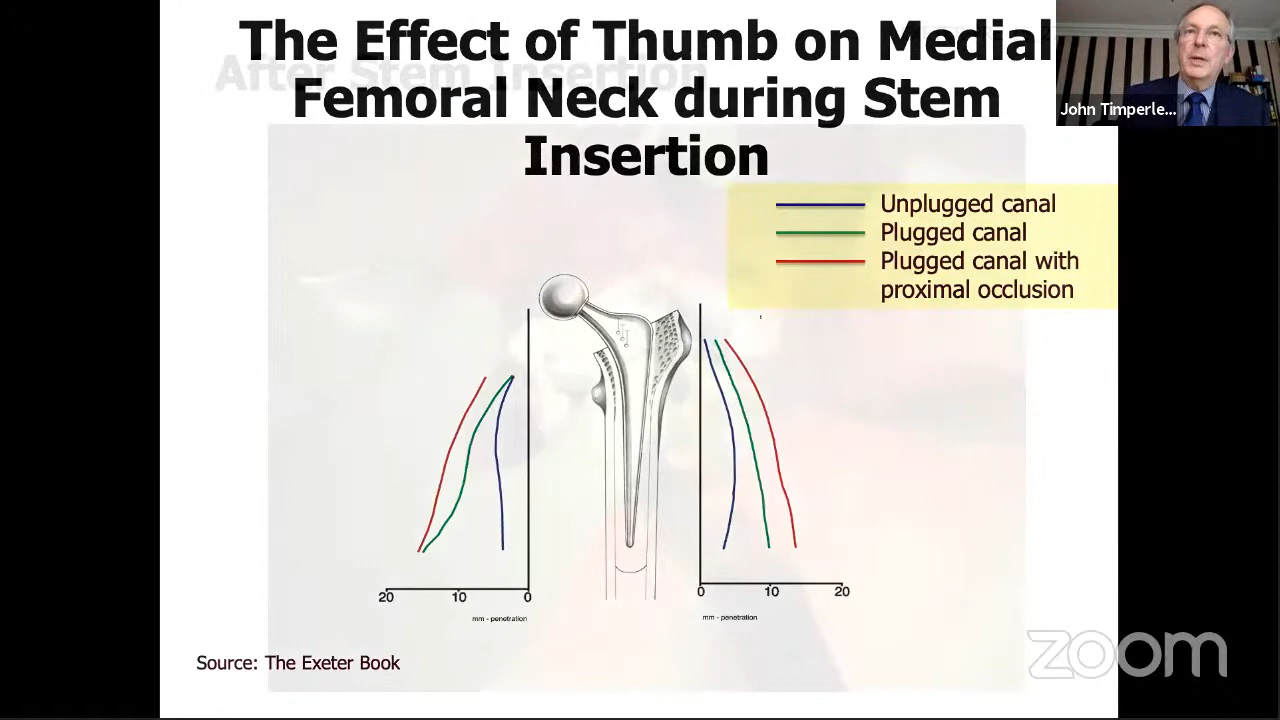 The Effect of Thumb on Medial
Femoral Neck during Stem
Insertion
After Stem Insertion
John Timperle...
Unplugged canal
Plugged canal
Plugged canal with
proximal occlusion
20 10 0
mm - penetration
0 10 20
mm - penetration
Source: The Exeter Book
zoom